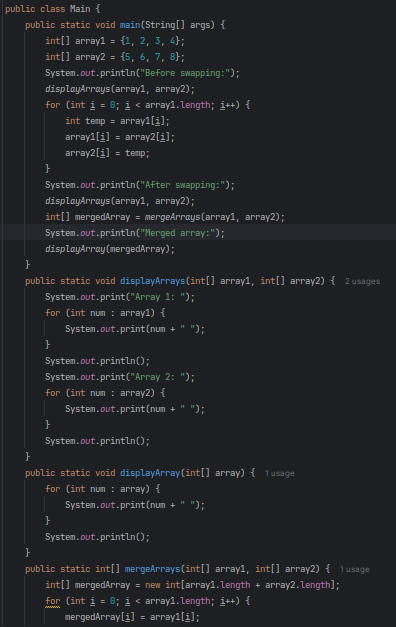 public class Main {
    public static void main(String[] args) {
        int[] array1 = {1, 2, 3, 4};
        int[] array2 = {5, 6, 7, 8};
        System.out.println("Before swapping:");
        displayArrays(array1, array2);
        for (int i = 0; i < array1.length; i++) {
            int temp = array1[i];
            array1[i] = array2[i];
            array2[i] = temp;
        }
        System.out.println("After swapping:");
        displayArrays(array1, array2);
        int[] mergedArray = mergeArrays(array1, array2);
        System.out.println("Merged array:");
        displayArray(mergedArray);
    }
    public static void displayArrays(int[] array1, int[] array2) {  2 usages
        System.out.print("Array 1: ");
        for (int num : array1) {
            System.out.print(num + " ");
        }
        System.out.println();
        System.out.print("Array 2: ");
        for (int num : array2) {
            System.out.print(num + " ");
        }
        System.out.println();
    }
    public static void displayArray(int[] array) {  1 usage
        for (int num : array) {
            System.out.print(num + " ");
        }
        System.out.println();
    }
    public static int[] mergeArrays(int[] array1, int[] array2) {  1 usage
        int[] mergedArray = new int[array1.length + array2.length];
        for (int i = 0; i < array1.length; i++) {
            mergedArray[i] = array1[i];